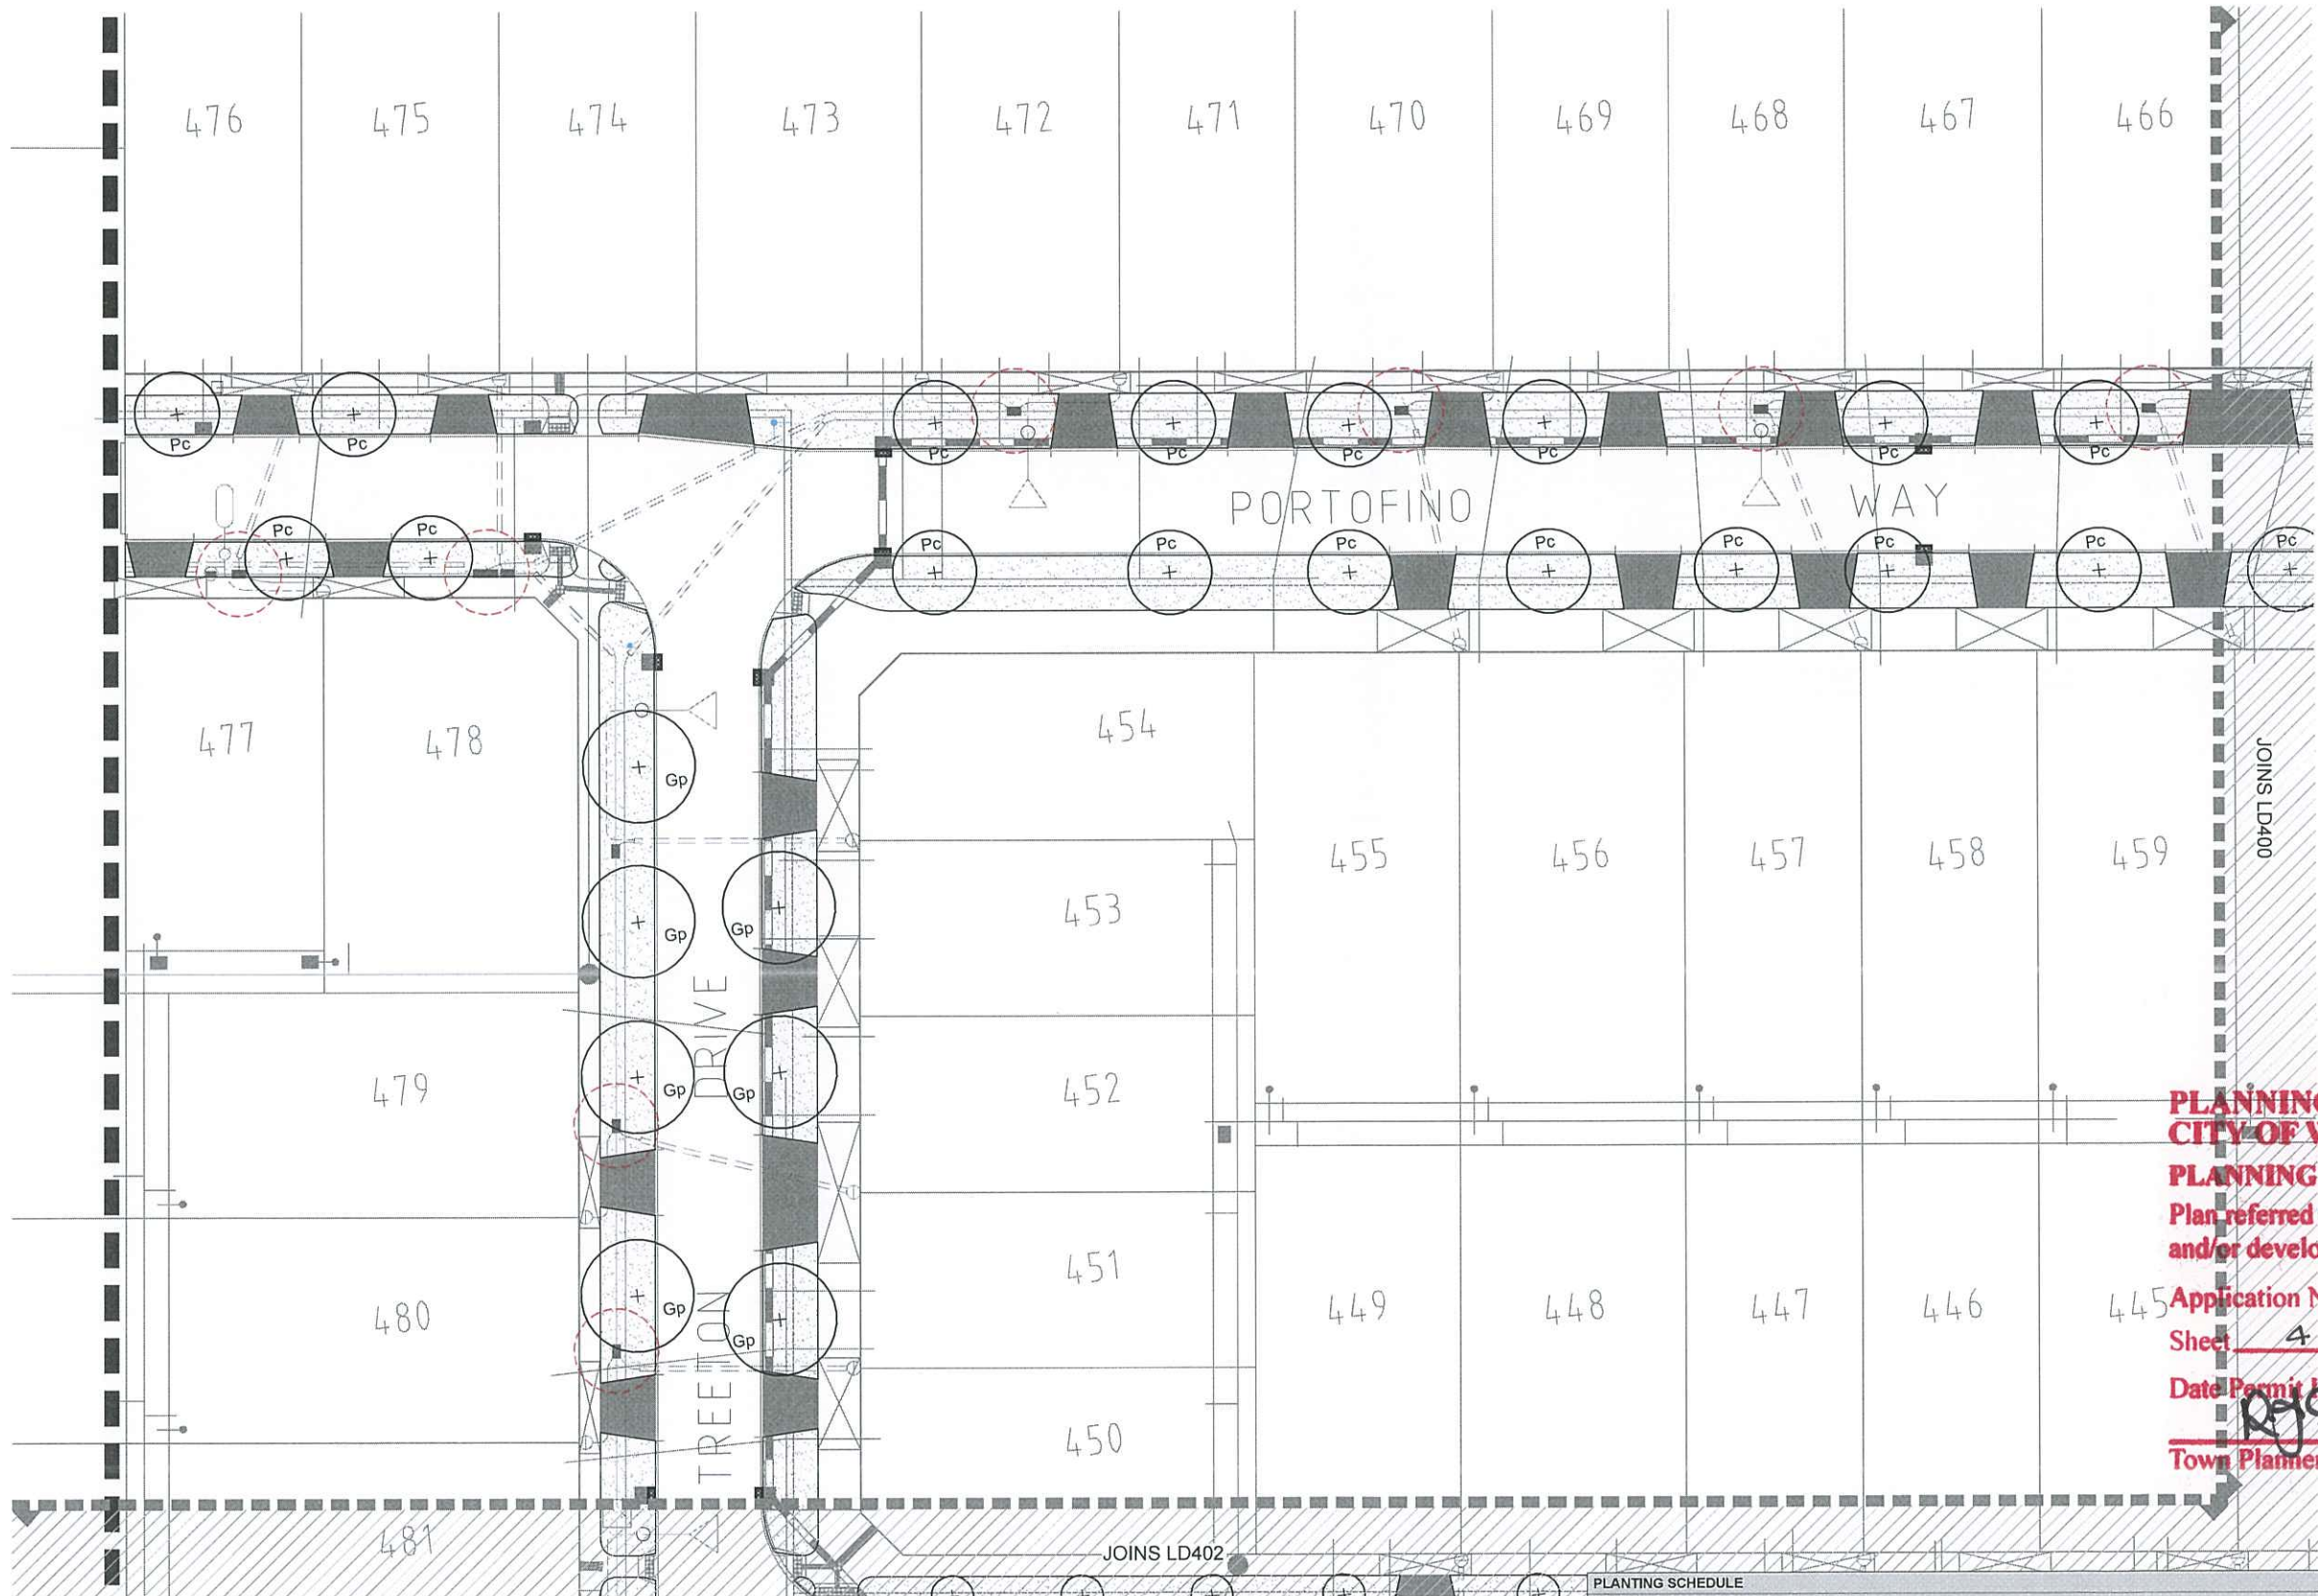 476 475 474 473 472 471 470 469 468 467 466
Pc Pc Pc Pc Pc Pc Pc Pc
PORTOFINO WAY
Pc Pc Pc Pc Pc Pc Pc Pc Pc Pc
477 478 454
JOINS LD400
Gp
455 456 457 458 459
453
Gp Gp
DRIVE
479 452
Gp Gp
PLANNING
CITY OF
PLANNING
Plan referred
and/or develo
451
480 449 448 447 446 445
Application N
Gp Gp
Sheet 4
TREETON
Date Permit
450
Town Planner
481
JOINS LD402
PLANTING SCHEDULE